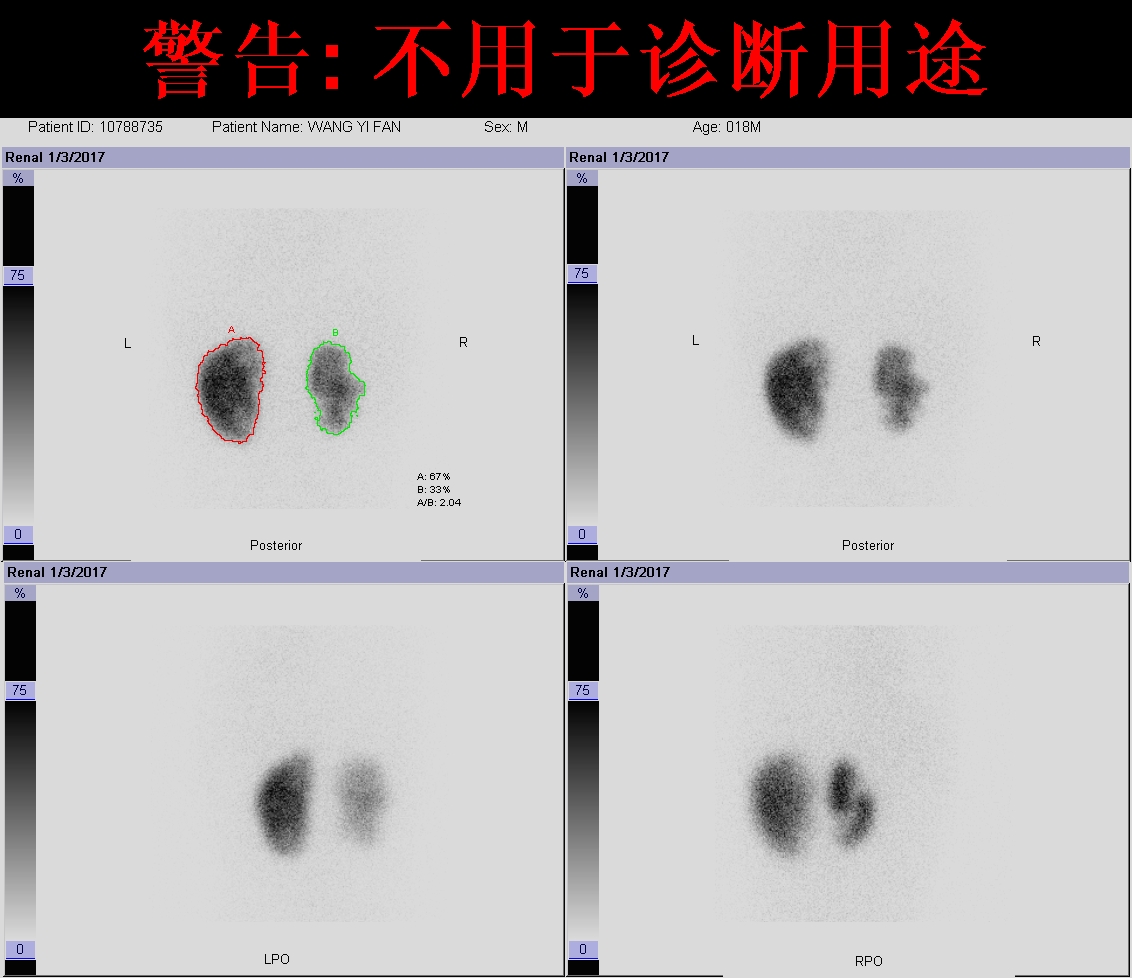 警告: 不用于诊断用途
Patient ID: 10788735 Patient Name: WANG YI FAN Sex: M Age: 018M
Renal 1/3/2017
%
75
0
L
A
B
R
A: 67%
B: 33%
A/B: 2.04
Posterior
Renal 1/3/2017
%
75
0
L
R
Posterior
Renal 1/3/2017
%
75
0
LPO
Renal 1/3/2017
%
75
0
RPO